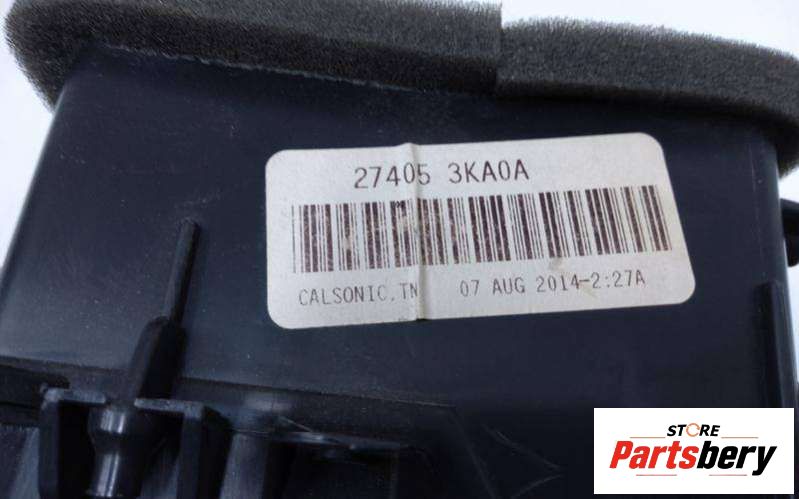 27405 3KA0A
CALSONIC,TN 07 AUG 2014-2:27A
STORE
Partsbery